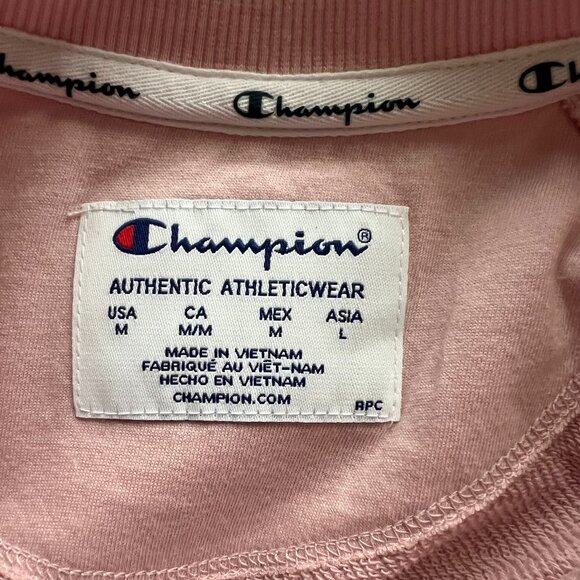 Champion Champion C
Champion®
AUTHENTIC ATHLETICWEAR
USA CA MEX ASIA
M M/M M L
MADE IN VIETNAM
FABRIQUÉ AU VIÊT-NAM
HECHO EN VIETNAM
CHAMPION.COM
RPC